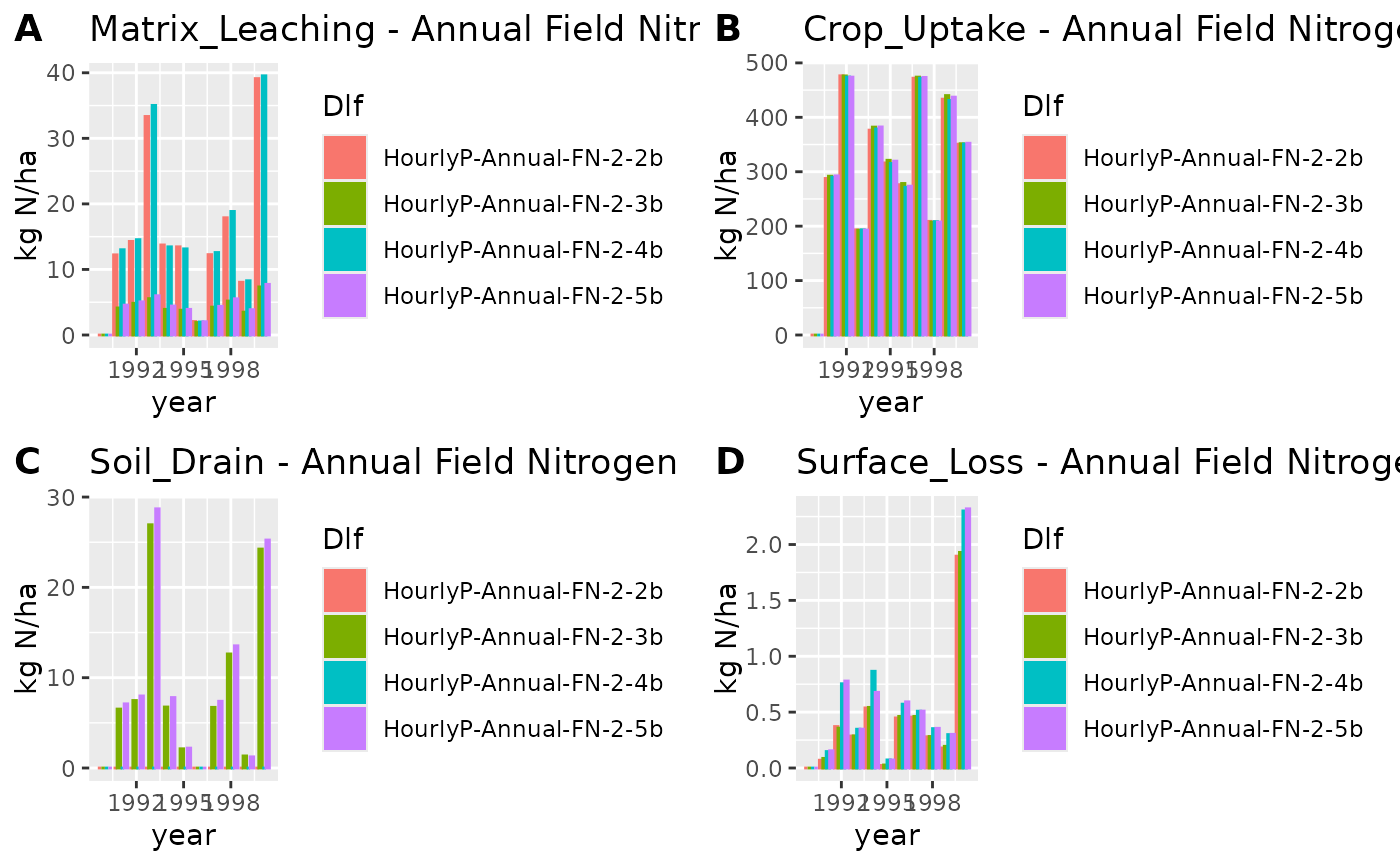 A Matrix_Leaching - Annual Field Nitr
kg N/ha
40
30
20
10
0
1992 1995 1998
year
Dlf
HourlyP-Annual-FN-2-2b
HourlyP-Annual-FN-2-3b
HourlyP-Annual-FN-2-4b
HourlyP-Annual-FN-2-5b
B Crop_Uptake - Annual Field Nitroge
kg N/ha
500
400
300
200
100
0
1992 1995 1998
year
Dlf
HourlyP-Annual-FN-2-2b
HourlyP-Annual-FN-2-3b
HourlyP-Annual-FN-2-4b
HourlyP-Annual-FN-2-5b
C Soil_Drain - Annual Field Nitrogen
kg N/ha
30
20
10
0
1992 1995 1998
year
Dlf
HourlyP-Annual-FN-2-2b
HourlyP-Annual-FN-2-3b
HourlyP-Annual-FN-2-4b
HourlyP-Annual-FN-2-5b
D Surface_Loss - Annual Field Nitroge
kg N/ha
2.0
1.5
1.0
0.5
0.0
1992 1995 1998
year
Dlf
HourlyP-Annual-FN-2-2b
HourlyP-Annual-FN-2-3b
HourlyP-Annual-FN-2-4b
HourlyP-Annual-FN-2-5b